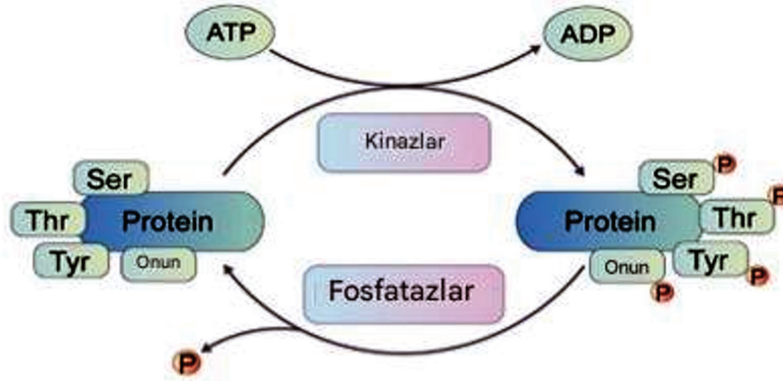 ATP
ADP
Kinazlar
Ser
Thr
Protein
Tyr
Onun
Ser
P
Thr
P
Protein
Tyr
P
Onun
P
Fosfatazlar
P